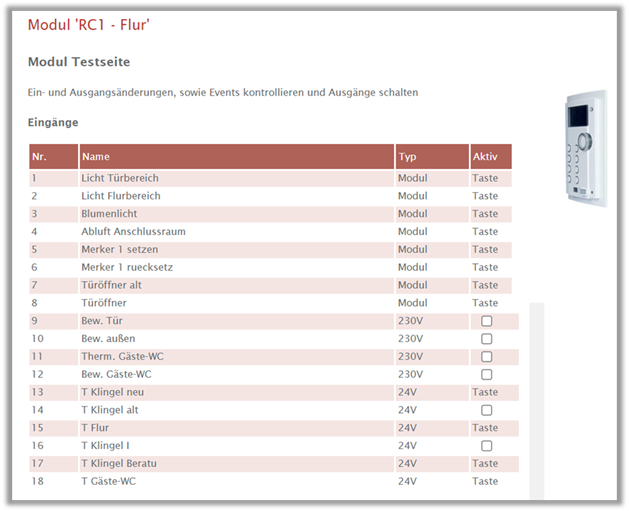 Modul 'RC1 - Flur'
Modul Testseite
Ein- und Ausgangsänderungen, sowie Events kontrollieren und Ausgänge schalten
Eingänge
Nr. Name Typ Aktiv
1 Licht Türbereich Modul Taste
2 Licht Flurbereich Modul Taste
3 Blumenlicht Modul Taste
4 Abluft Anschlussraum Modul Taste
5 Merker 1 setzen Modul Taste
6 Merker 1 ruecksetz Modul Taste
7 Türöffner alt Modul Taste
8 Türöffner Modul Taste
9 Bew. Tür 230V
10 Bew. außen 230V
11 Therm. Gäste-WC 230V
12 Bew. Gäste-WC 230V
13 T Klingel neu 24V Taste
14 T Klingel alt 24V
15 T Flur 24V Taste
16 T Klingel I 24V
17 T Klingel Beratu 24V Taste
18 T Gäste-WC 24V Taste